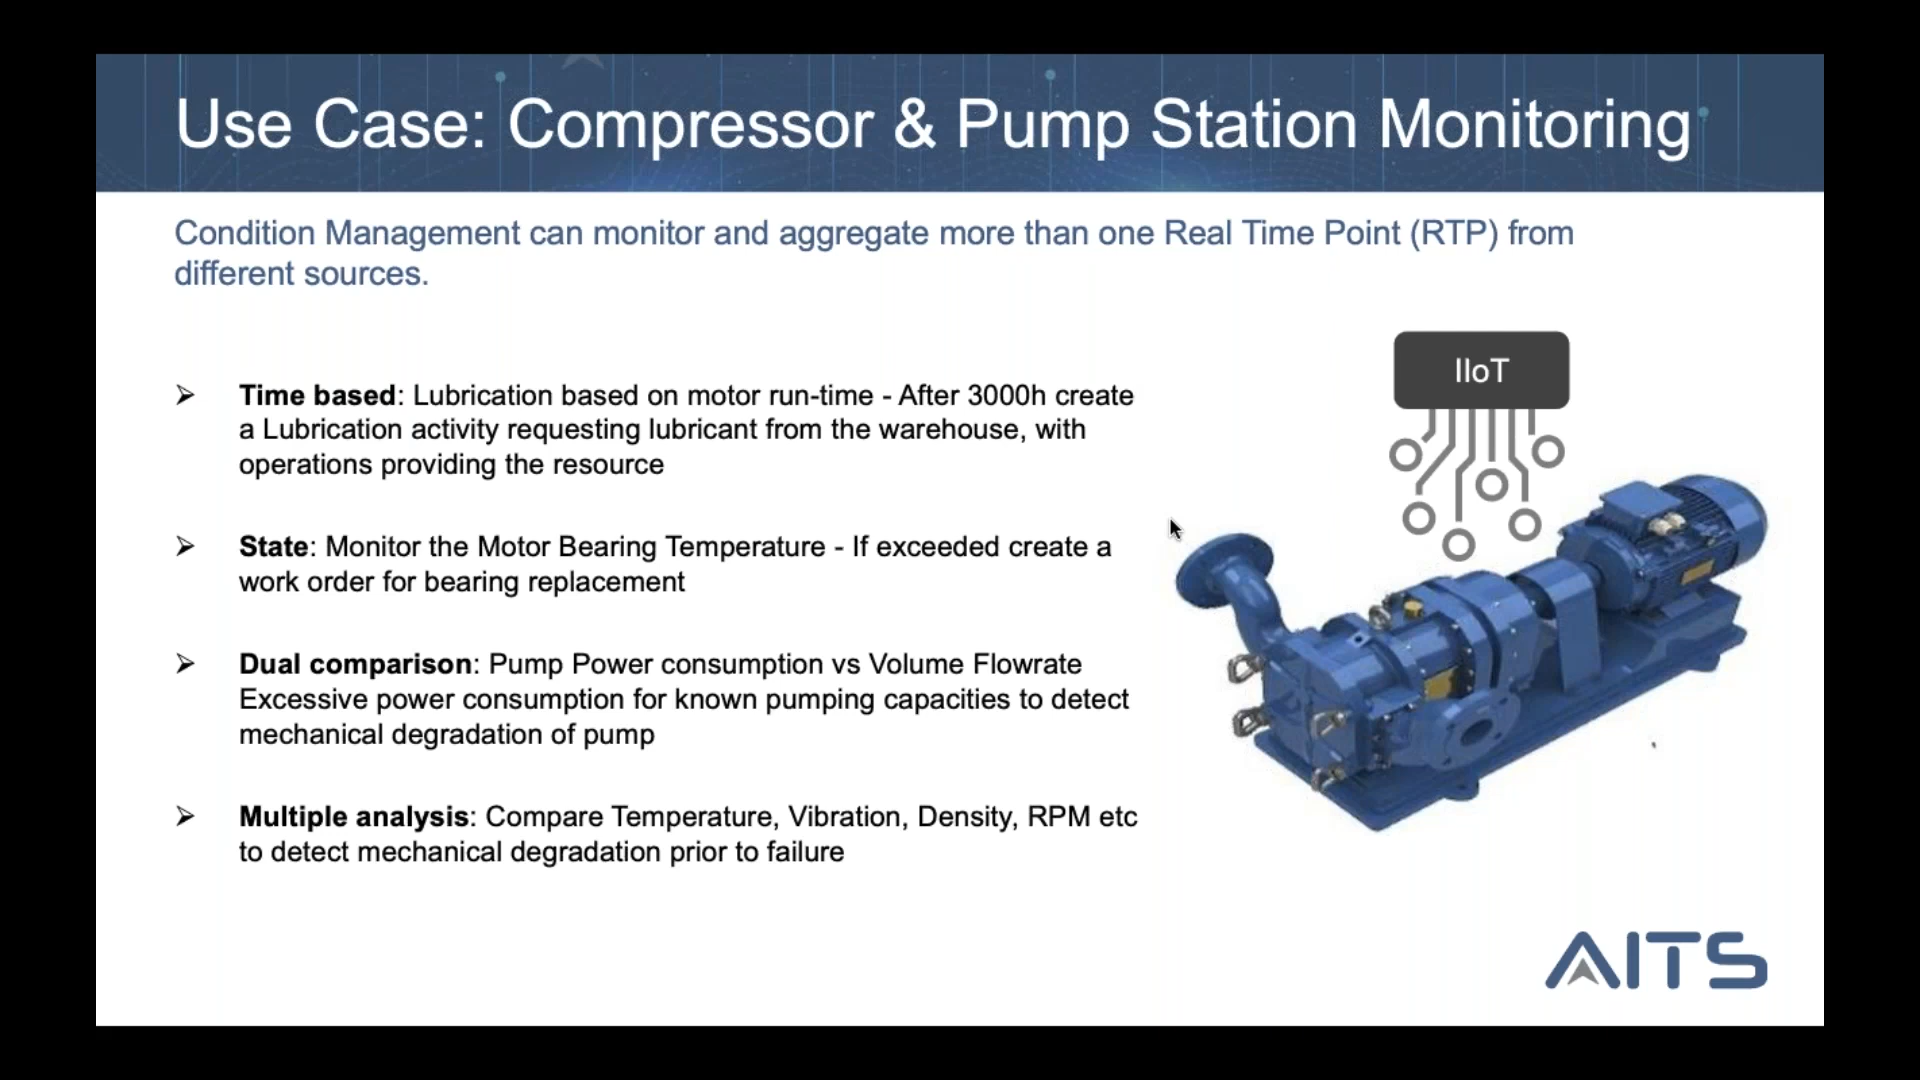 Use Case: Compressor & Pump Station Monitoring
Condition Management can monitor and aggregate more than one Real Time Point (RTP) from
different sources.
IIoT
➢ Time based: Lubrication based on motor run-time - After 3000h create
a Lubrication activity requesting lubricant from the warehouse, with
operations providing the resource
➢ State: Monitor the Motor Bearing Temperature - If exceeded create a
work order for bearing replacement
➢ Dual comparison: Pump Power consumption vs Volume Flowrate
Excessive power consumption for known pumping capacities to detect
mechanical degradation of pump
➢ Multiple analysis: Compare Temperature, Vibration, Density, RPM etc
to detect mechanical degradation prior to failure
AITS